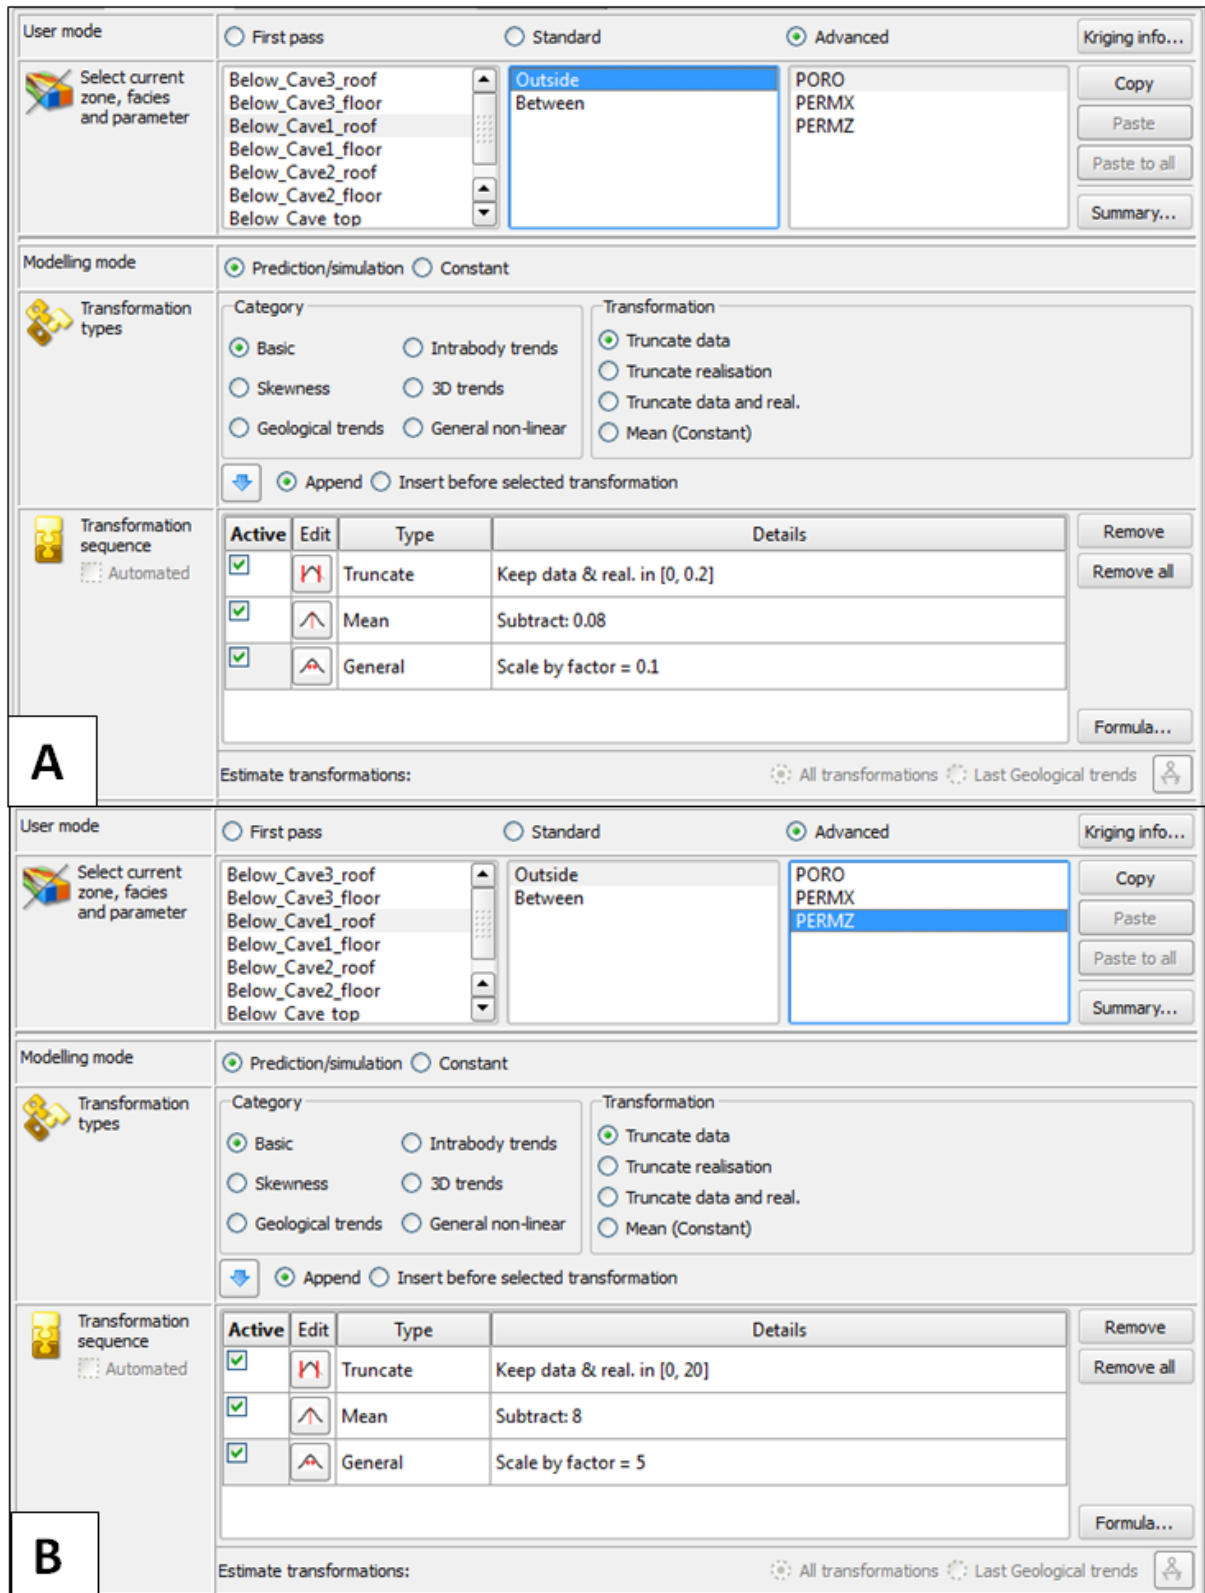 User mode
First pass
Standard
Advanced
Kriging info...
Select current
zone, facies
and parameter
Below_Cave3_roof
Below_Cave3_floor
Below_Cave1_roof
Below_Cave1_floor
Below_Cave2_roof
Below_Cave2_floor
Below_Cave_top
Outside
Between
PORO
PERMX
PERMZ
Copy
Paste
Paste to all
Summary...
Modelling mode
Prediction/simulation
Constant
Transformation
types
Category
Basic
Intrabody trends
Skewness
3D trends
Geological trends
General non-linear
Transformation
Truncate data
Truncate realisation
Truncate data and real.
Mean (Constant)
Append
Insert before selected transformation
Transformation
sequence
Automated
Active Edit Type Details
Truncate Keep data & real. in [0, 0.2]
Mean Subtract: 0.08
General Scale by factor = 0.1
Remove
Remove all
Formula...
A
Estimate transformations:
All transformations
Last Geological trends
User mode
First pass
Standard
Advanced
Kriging info...
Select current
zone, facies
and parameter
Below_Cave3_roof
Below_Cave3_floor
Below_Cave1_roof
Below_Cave1_floor
Below_Cave2_roof
Below_Cave2_floor
Below_Cave_top
Outside
Between
PORO
PERMX
PERMZ
Copy
Paste
Paste to all
Summary...
Modelling mode
Prediction/simulation
Constant
Transformation
types
Category
Basic
Intrabody trends
Skewness
3D trends
Geological trends
General non-linear
Transformation
Truncate data
Truncate realisation
Truncate data and real.
Mean (Constant)
Append
Insert before selected transformation
Transformation
sequence
Automated
Active Edit Type Details
Truncate Keep data & real. in [0, 20]
Mean Subtract: 8
General Scale by factor = 5
Remove
Remove all
Formula...
B
Estimate transformations:
All transformations
Last Geological trends